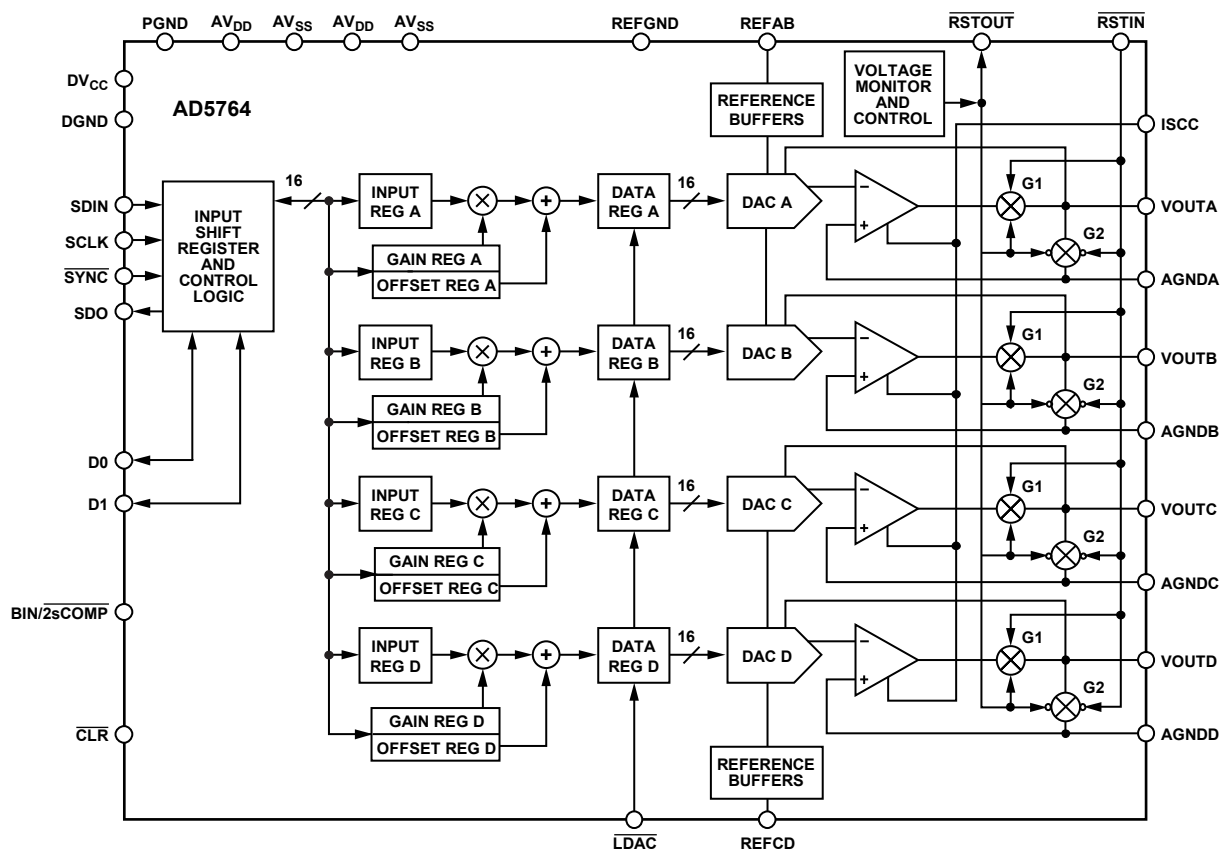 PGND AVDD AVSS AVDD AVSS REFGND REFAB RSTOUT RSTIN
DVCC
DGND
AD5764
REFERENCE
BUFFERS
VOLTAGE
MONITOR
AND
CONTROL
ISCC
SDIN
SCLK
SYNC
SDO
INPUT
SHIFT
REGISTER
AND
CONTROL
LOGIC
16
INPUT
REG A
×
+
GAIN REG A
OFFSET REG A
DATA
REG A
16
DAC A
−
+
G1
G2
VOUTA
AGNDA
INPUT
REG B
×
+
GAIN REG B
OFFSET REG B
DATA
REG B
16
DAC B
−
+
G1
G2
VOUTB
AGNDB
D0
D1
INPUT
REG C
×
+
GAIN REG C
OFFSET REG C
DATA
REG C
16
DAC C
−
+
G1
G2
VOUTC
AGNDC
BIN/2sCOMP
CLR
INPUT
REG D
×
+
GAIN REG D
OFFSET REG D
DATA
REG D
16
DAC D
−
+
G1
G2
VOUTD
AGNDD
REFERENCE
BUFFERS
LDAC REFCD